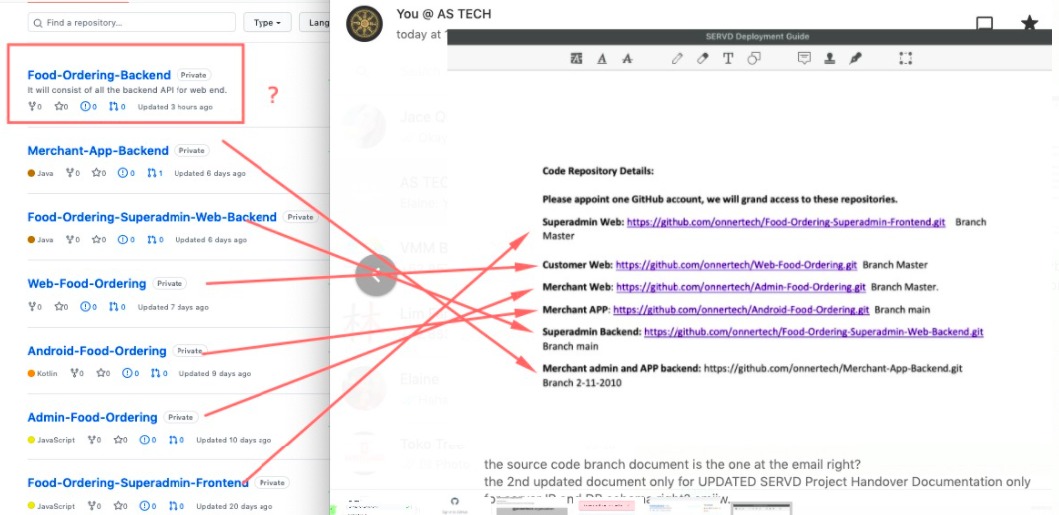 Find a repository...
Type
Lang
Food-Ordering-Backend Private
It will consist of all the backend API for web end.
0 0 0 0 Updated 3 hours ago
?
Merchant-App-Backend Private
Java 0 0 0 1 Updated 6 days ago
Food-Ordering-Superadmin-Web-Backend Private
Java 0 0 0 0 Updated 6 days ago
Web-Food-Ordering Private
0 0 0 0 Updated 7 days ago
Android-Food-Ordering Private
Kotlin 0 0 0 0 Updated 9 days ago
Admin-Food-Ordering Private
JavaScript 0 0 0 0 Updated 10 days ago
Food-Ordering-Superadmin-Frontend Private
JavaScript 0 0 0 0 Updated 20 days ago
You @ AS TECH
today at
SERVD Deployment Guide
Jace
AS TEC
Elaine
VMM B
Elaine
Toko
Code Repository Details:
Please appoint one GitHub account, we will grand access to these repositories.
Superadmin Web: https://github.com/onnertech/Food-Ordering-Superadmin-Frontend.git Branch
Master
Customer Web: https://github.com/onnertech/Web-Food-Ordering.git Branch Master
Merchant Web: https://github.com/onnertech/Admin-Food-Ordering.git Branch Master.
Merchant APP: https://github.com/onnertech/Android-Food-Ordering.git Branch main
Superadmin Backend: https://github.com/onnertech/Food-Ordering-Superadmin-Web-Backend.git
Branch main
Merchant admin and APP backend: https://github.com/onnertech/Merchant-App-Backend.git
Branch 2-11-2010
the source code branch document is the one at the email right?
the 2nd updated document only for UPDATED SERVD Project Handover Documentation only